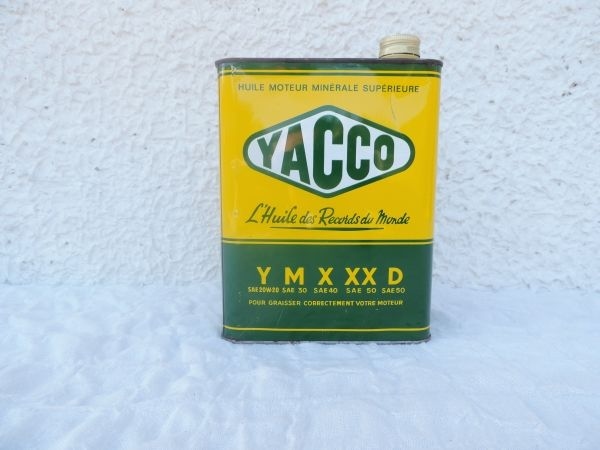 HUILE MOTEUR MINÉRALE SUPÉRIEURE
YACCO
L'Huile des Records du Monde
Y M X XX D
SAE 20W20 SAE 30 SAE 40 SAE 50 SAE 50
POUR GRAISSER CORRECTEMENT VOTRE MOTEUR